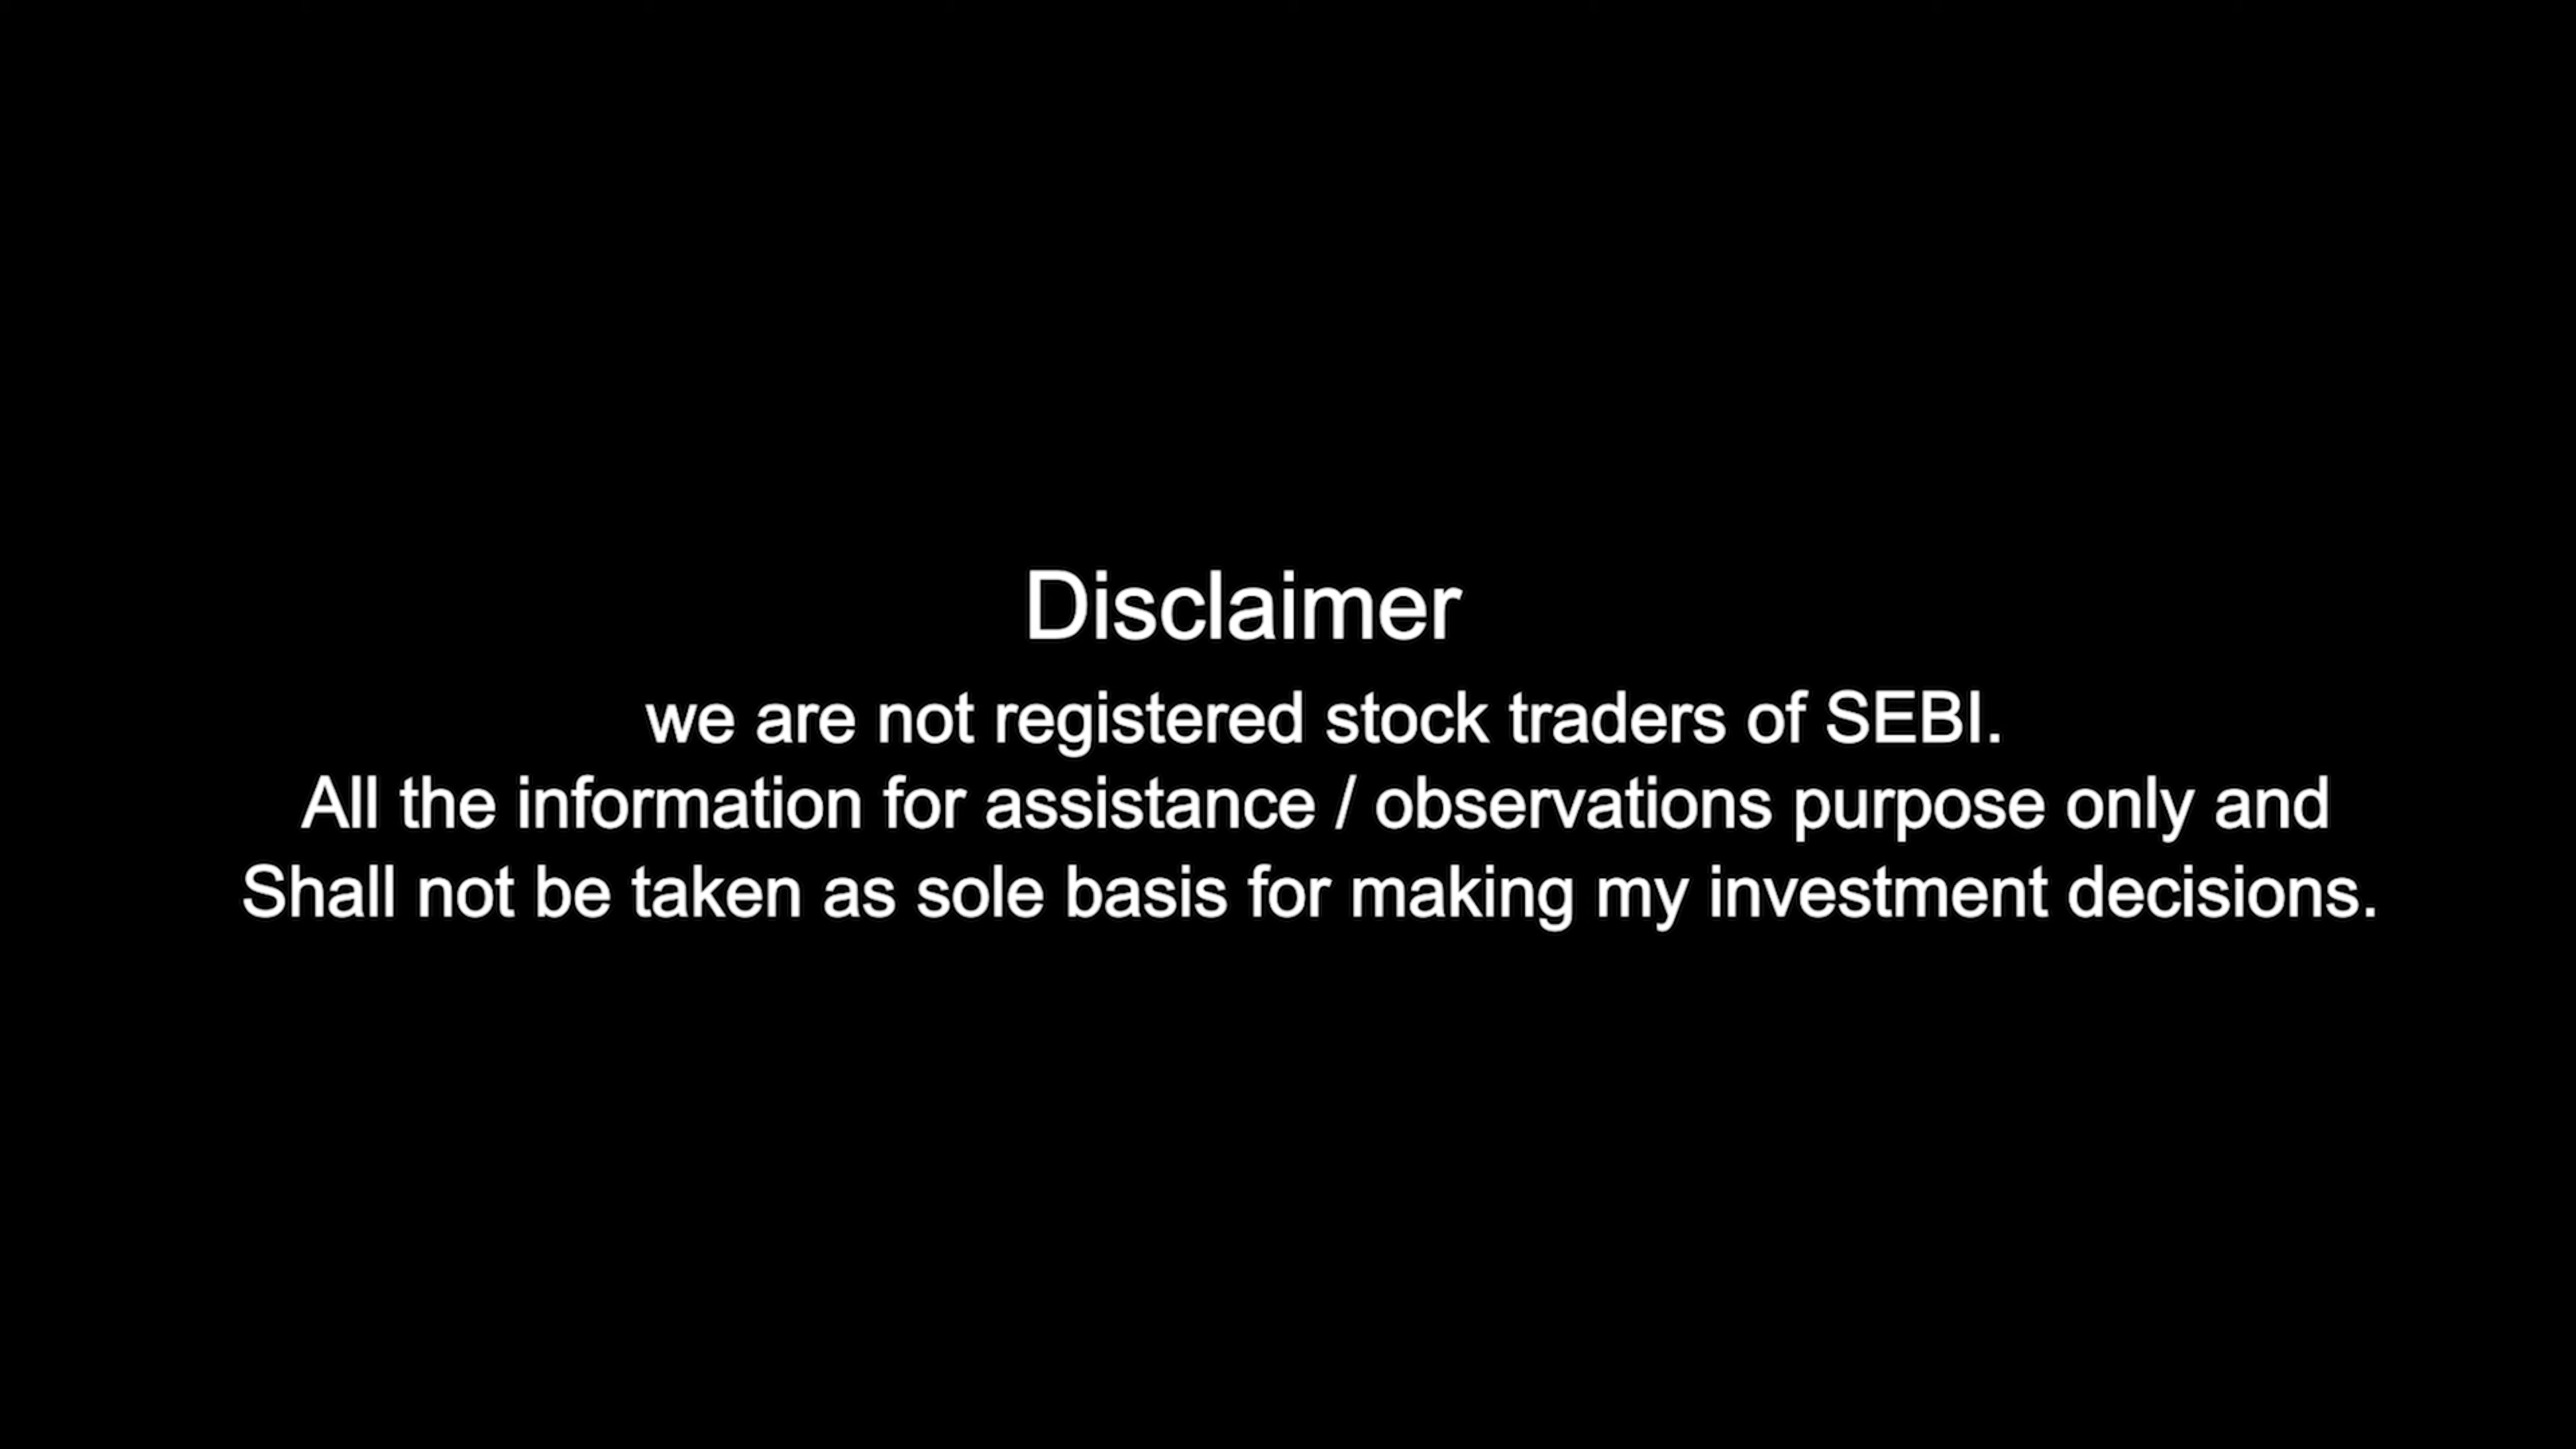 Disclaimer
we are not registered stock traders of SEBI.
All the information for assistance / observations purpose only and
Shall not be taken as sole basis for making my investment decisions.